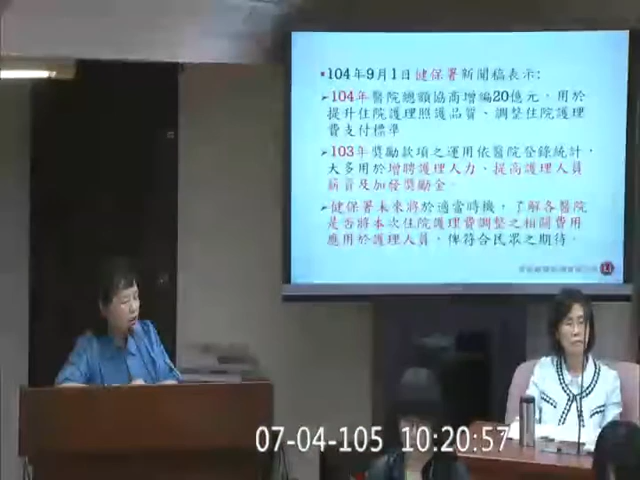 ▪104年9月1日健保署新聞稿表示:
➢104年醫院總額協商增編20億元，用於
提升住院護理照護品質、調整住院護理
費支付標準
➢103年獎勵款項之運用依醫院登錄統計，
大多用於增聘護理人力、提高護理人員
薪資及加發獎勵金。
➢健保署未來將於適當時機，了解各醫院
是否將本次住院護理費調整之相關費用
應用於護理人員，俾符合民眾之期待。
07-04-105 10:20:57